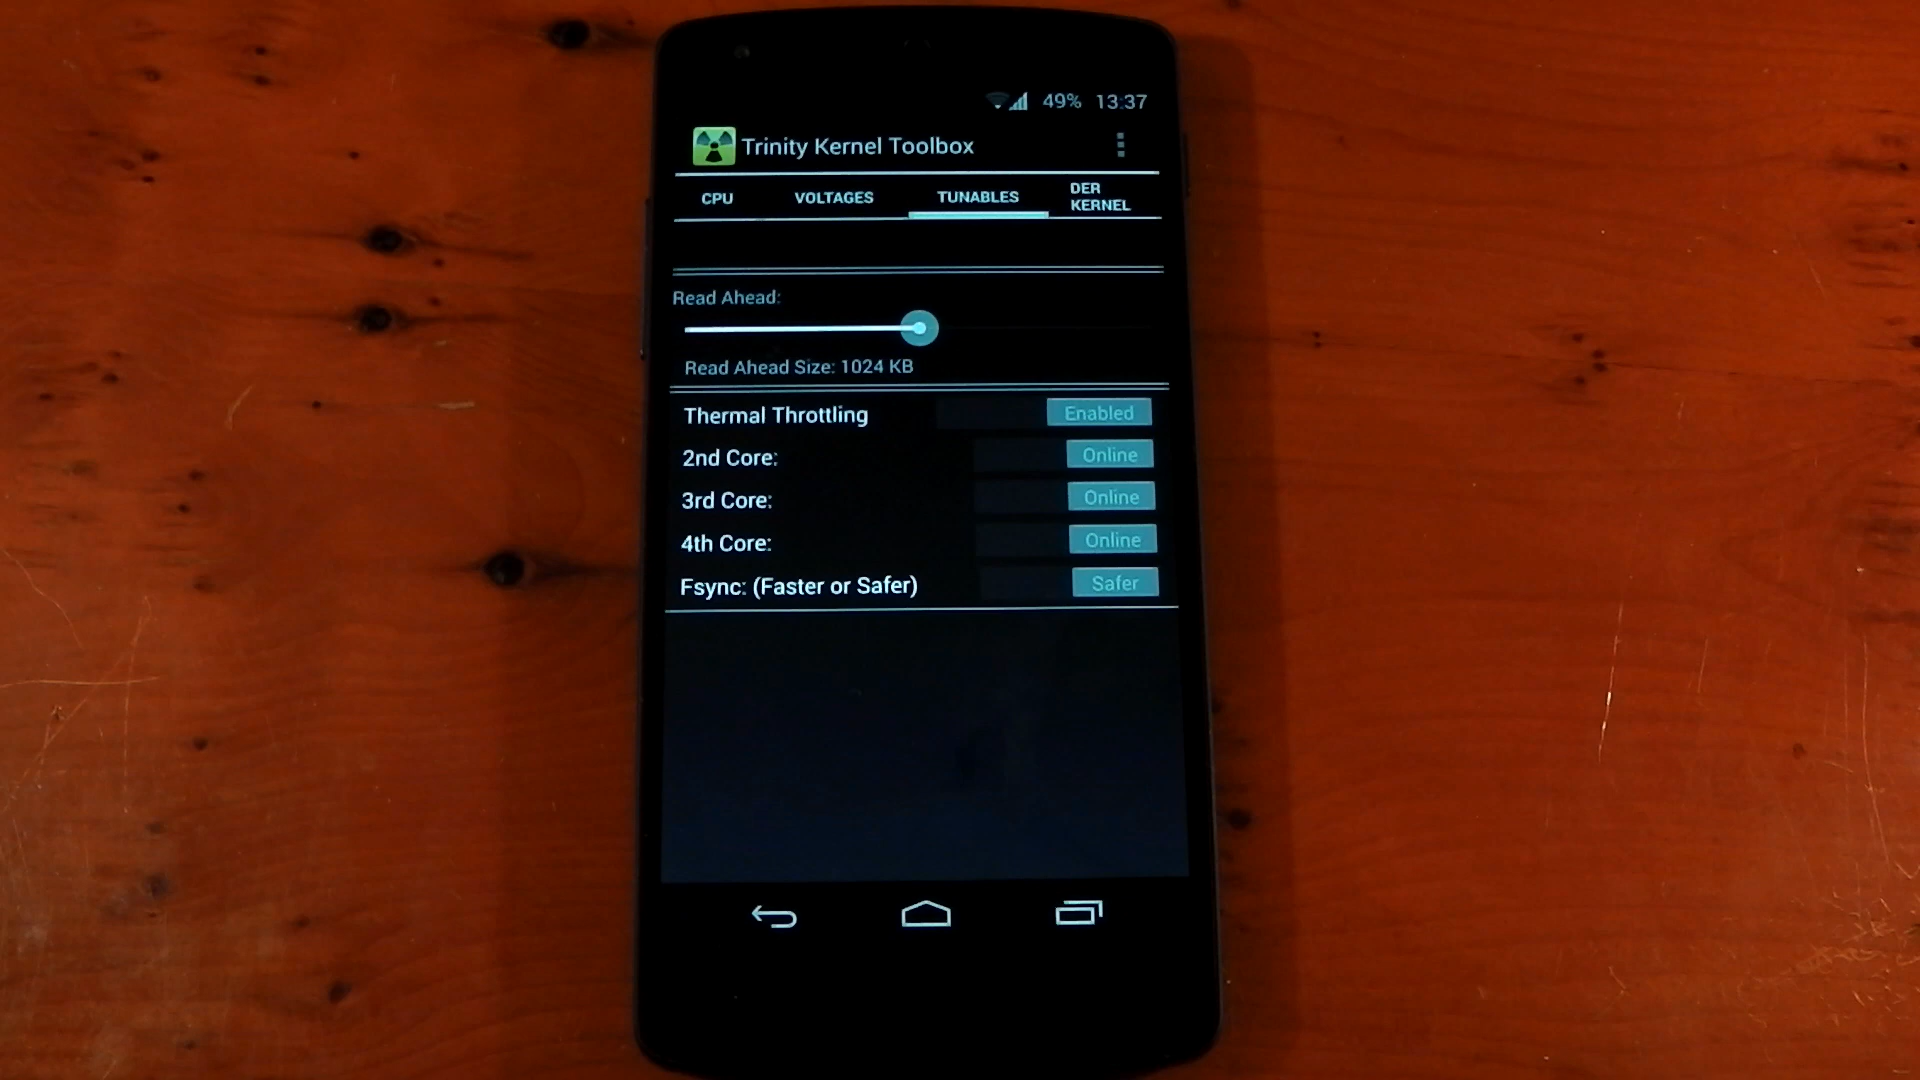 49% 13:37
Trinity Kernel Toolbox
CPU VOLTAGES TUNABLES DER KERNEL
Read Ahead:
Read Ahead Size: 1024 KB
Thermal Throttling Enabled
2nd Core: Online
3rd Core: Online
4th Core: Online
Fsync: (Faster or Safer) Safer